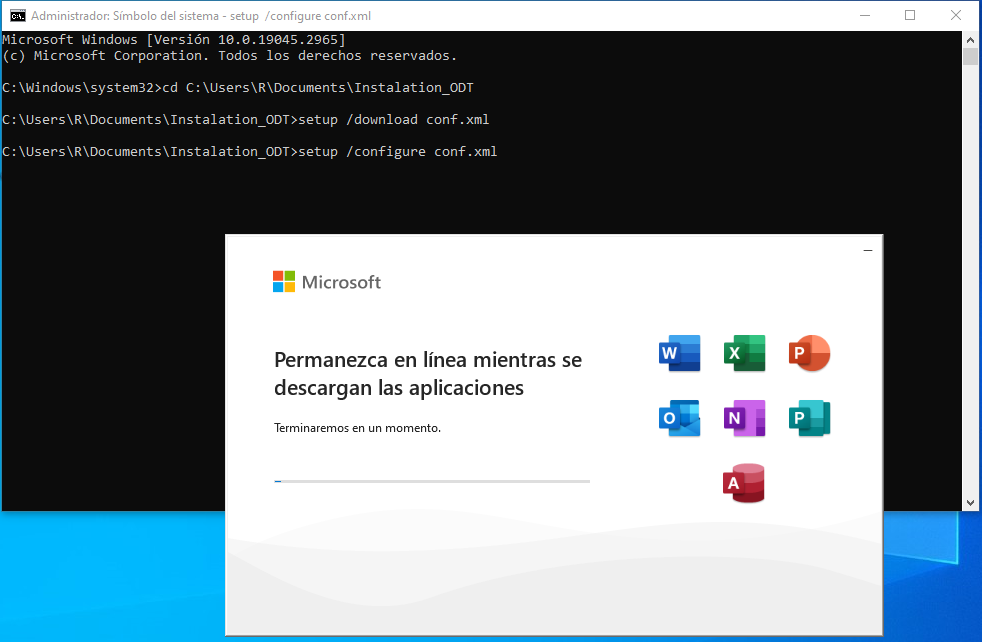 Administrador: Símbolo del sistema - setup /configure conf.xml
Microsoft Windows [Versión 10.0.19045.2965]
(c) Microsoft Corporation. Todos los derechos reservados.
C:\Windows\system32>cd C:\Users\R\Documents\Instalation_ODT
C:\Users\R\Documents\Instalation_ODT>setup /download conf.xml
C:\Users\R\Documents\Instalation_ODT>setup /configure conf.xml
Microsoft
Permanezca en línea mientras se
descargan las aplicaciones
Terminaremos en un momento.
W X P
O N P
A